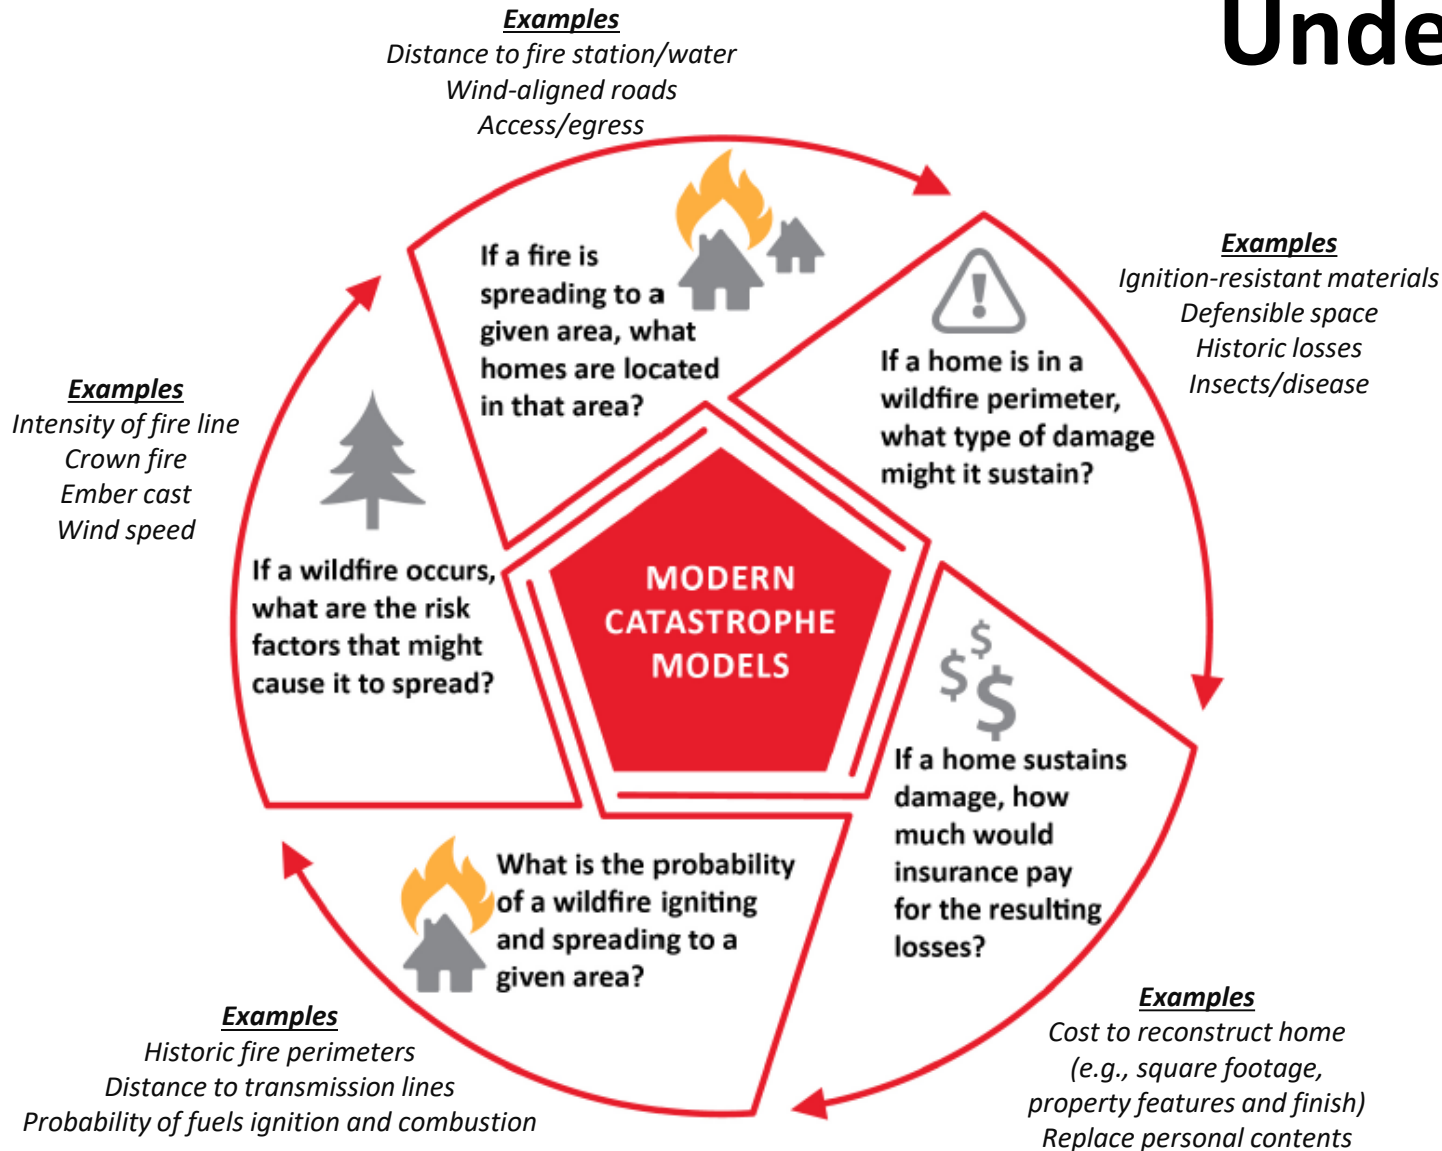 Unde
Examples
Distance to fire station/water
Wind-aligned roads
Access/egress
If a fire is
spreading to a
given area, what
homes are located
in that area?
Examples
Ignition-resistant materials
Defensible space
Historic losses
Insects/disease
If a home is in a
wildfire perimeter,
what type of damage
might it sustain?
Examples
Intensity of fire line
Crown fire
Ember cast
Wind speed
If a wildfire occurs,
what are the risk
factors that might
cause it to spread?
MODERN
CATASTROPHE
MODELS
If a home sustains
damage, how
much would
insurance pay
for the resulting
losses?
What is the probability
of a wildfire igniting
and spreading to a
given area?
Examples
Historic fire perimeters
Distance to transmission lines
Probability of fuels ignition and combustion
Examples
Cost to reconstruct home
(e.g., square footage,
property features and finish)
Replace personal contents